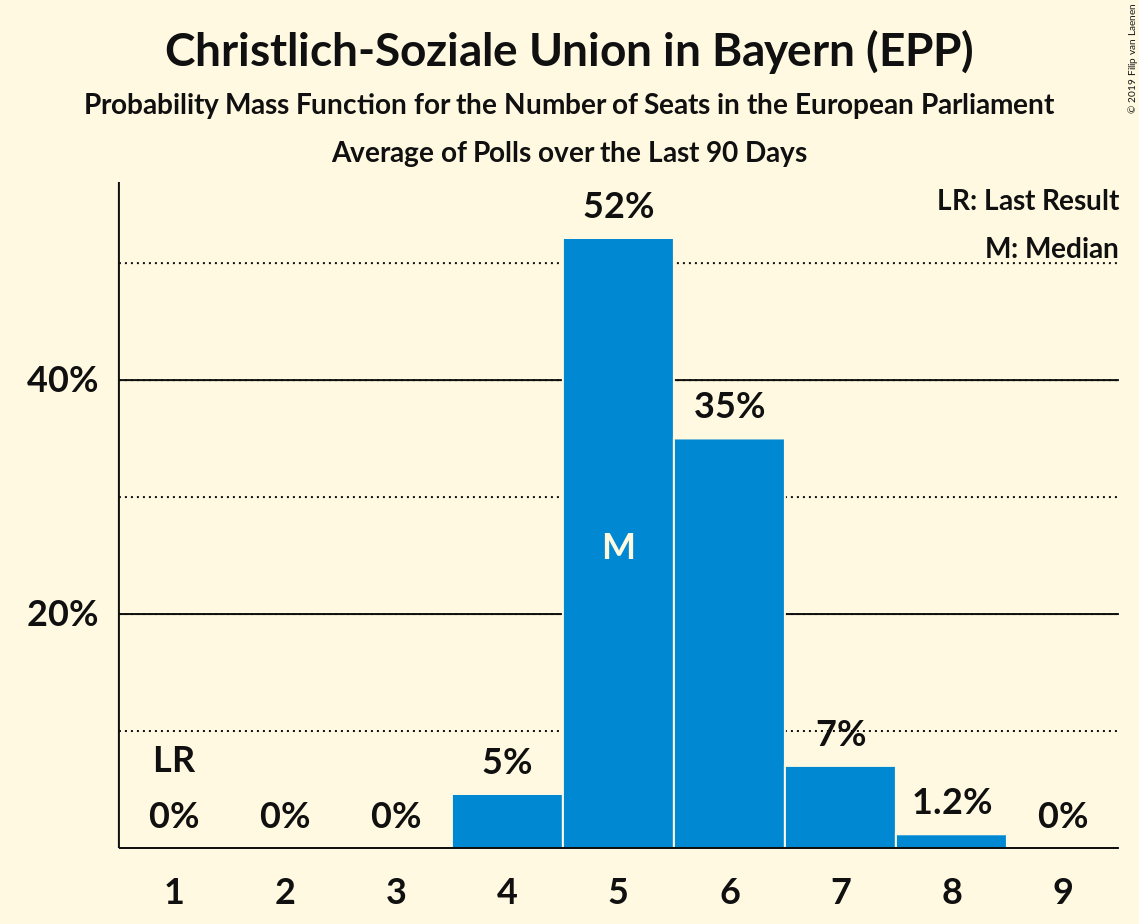 Christlich-Soziale Union in Bayern (EPP)
Probability Mass Function for the Number of Seats in the European Parliament
Average of Polls over the Last 90 Days
© 2019 Filip van Laenen
LR: Last Result
M: Median
52%
40%
35%
M
20%
7%
LR
5%
1.2%
0% 0% 0% 0%
1 2 3 4 5 6 7 8 9